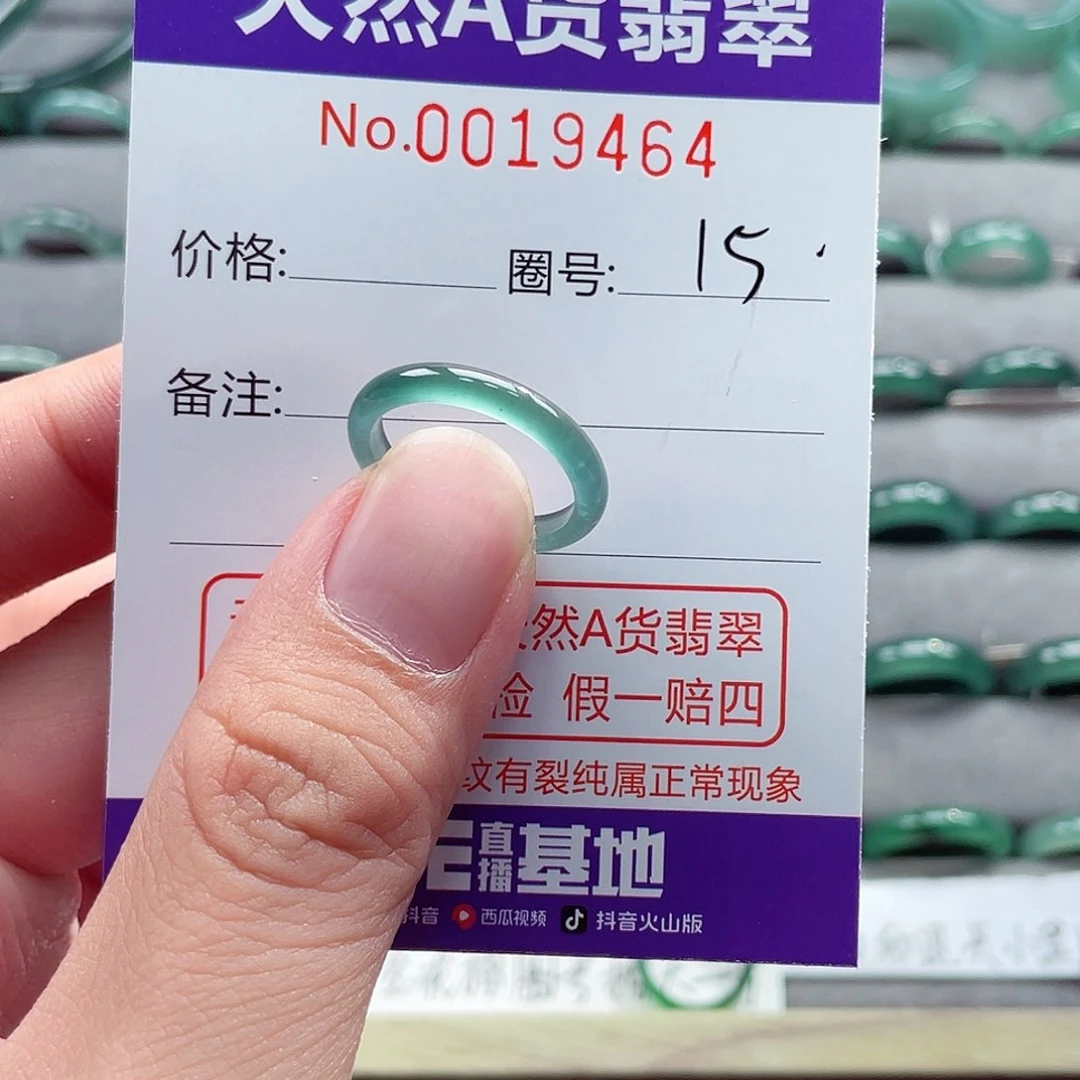 天然A货翡翠
No.0019464
价格: 圈号: 15
备注:
天然A货翡翠
检 假一赔四
纹有裂纯属正常现象
直播基地
抖音 西瓜视频 抖音火山版